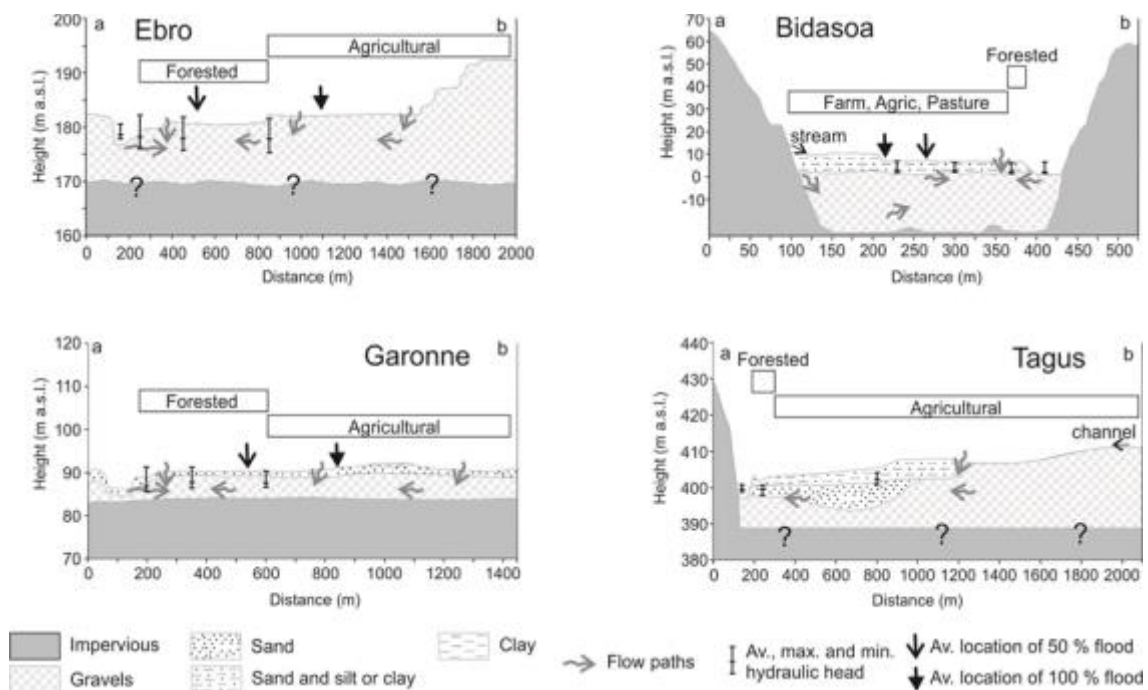 a Ebro b
200
190
180
170
160
Height (m a.s.l.)
Agricultural
Forested
? ? ?
0 200 400 600 800 1000 1200 1400 1600 1800 2000
Distance (m)
a Bidasoa b
70
60
50
40
30
20
10
0
-10
Height (m a.s.l.)
Forested
Farm, Agric, Pasture
stream
0 50 100 150 200 250 300 350 400 450 500
Distance (m)
a Garonne b
120
110
100
90
80
70
Height (m a.s.l.)
Forested
Agricultural
0 200 400 600 800 1000 1200 1400
Distance (m)
a Tagus b
440
430
420
410
400
390
380
Height (m a.s.l.)
Forested
Agricultural
channel
? ? ?
0 200 400 600 800 1000 1200 1400 1600 1800 2000
Distance (m)
Impervious
Gravels
Sand
Sand and silt or clay
Clay
Flow paths
Av., max. and min.
hydraulic head
Av. location of 50 % flood
Av. location of 100 % flood